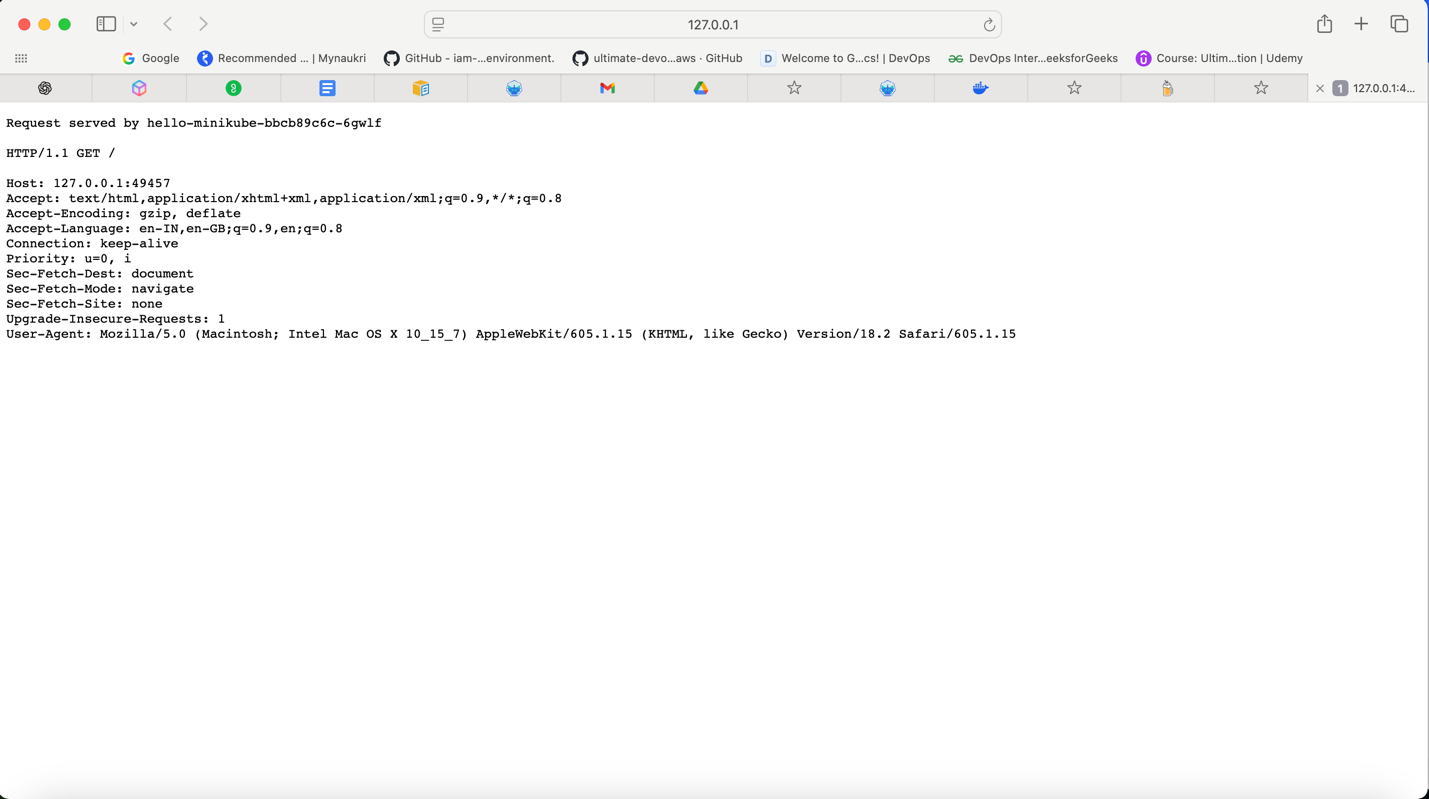 127.0.0.1
Google
Recommended ... | Mynaukri
GitHub - iam-...environment.
ultimate-devo...aws · GitHub
D
Welcome to G...cs! | DevOps
DevOps Inter...eeksforGeeks
Course: Ultim...tion | Udemy
1 127.0.0.1:4...
Request served by hello-minikube-bbcb89c6c-6gwlf
HTTP/1.1 GET /
Host: 127.0.0.1:49457
Accept: text/html,application/xhtml+xml,application/xml;q=0.9,*/*;q=0.8
Accept-Encoding: gzip, deflate
Accept-Language: en-IN,en-GB;q=0.9,en;q=0.8
Connection: keep-alive
Priority: u=0, i
Sec-Fetch-Dest: document
Sec-Fetch-Mode: navigate
Sec-Fetch-Site: none
Upgrade-Insecure-Requests: 1
User-Agent: Mozilla/5.0 (Macintosh; Intel Mac OS X 10_15_7) AppleWebKit/605.1.15 (KHTML, like Gecko) Version/18.2 Safari/605.1.15